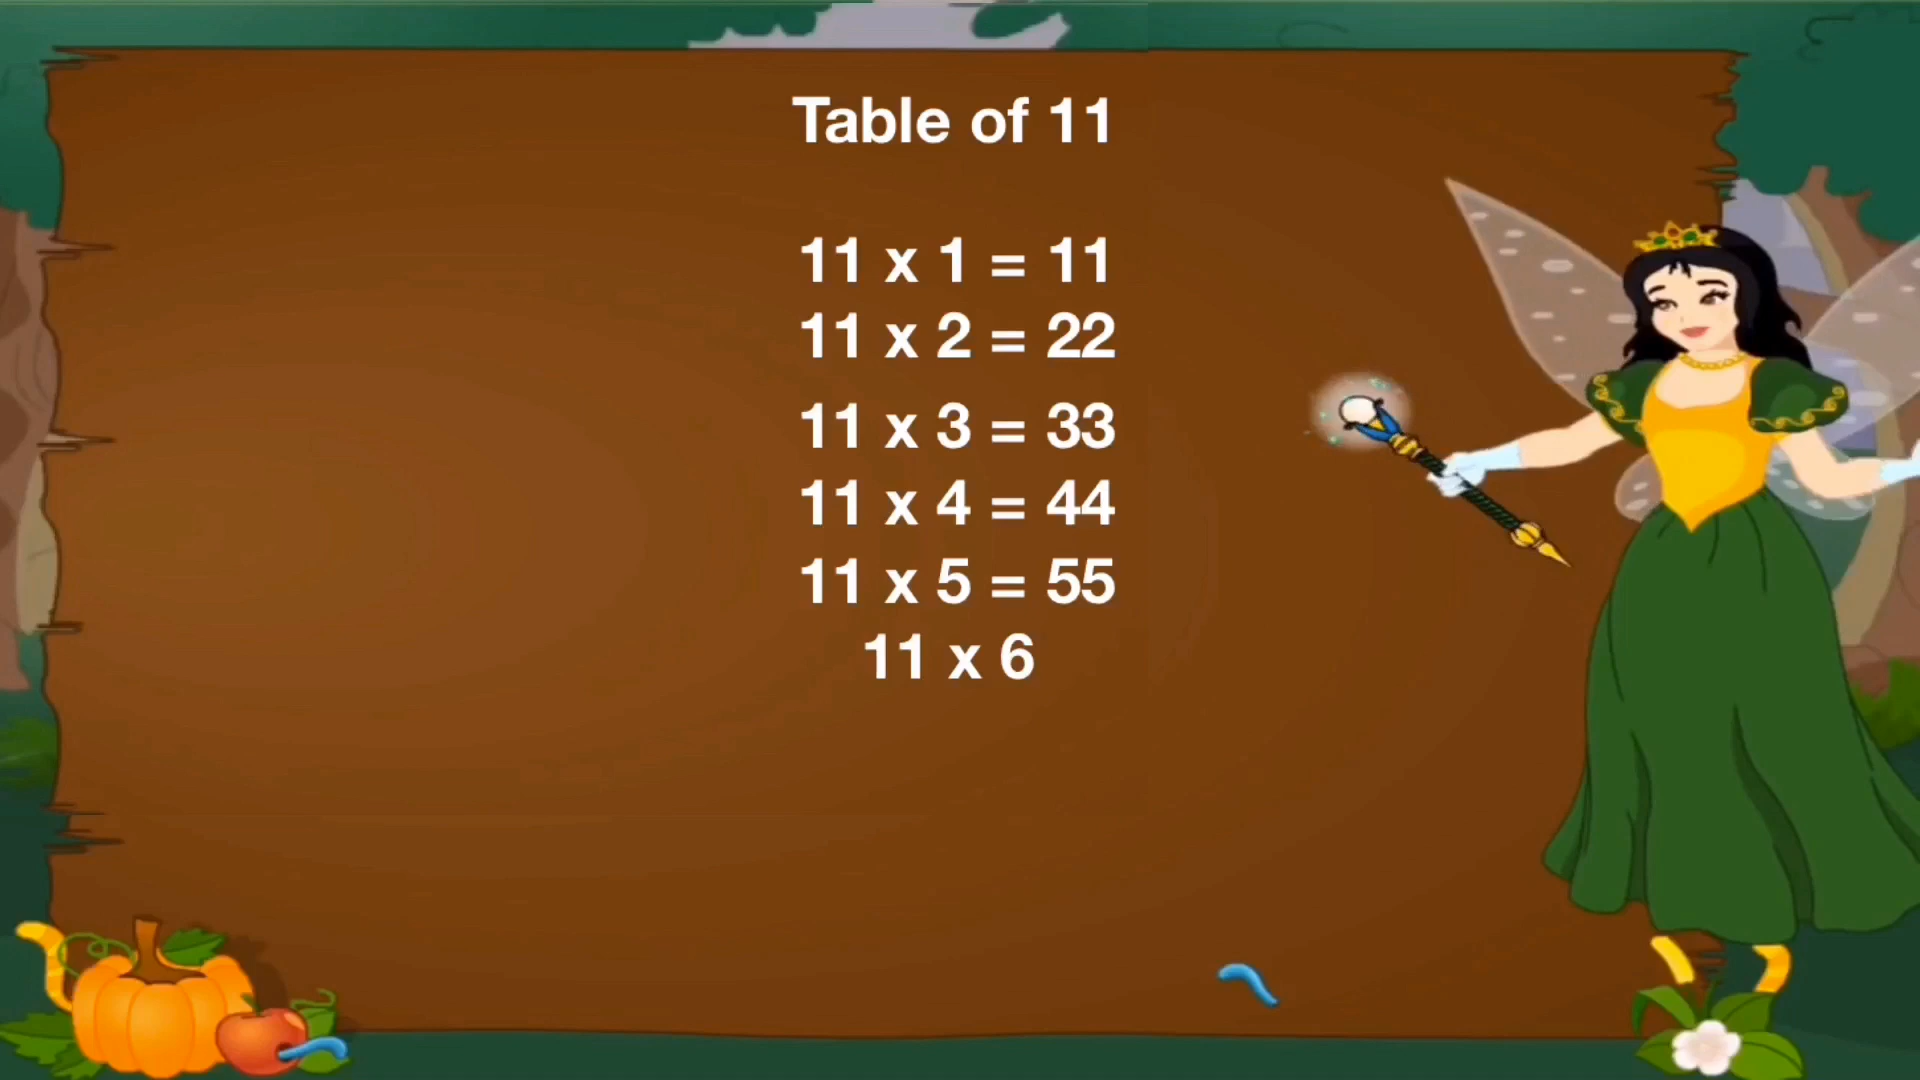 Table of 11
11 x 1 = 11
11 x 2 = 22
11 x 3 = 33
11 x 4 = 44
11 x 5 = 55
11 x 6